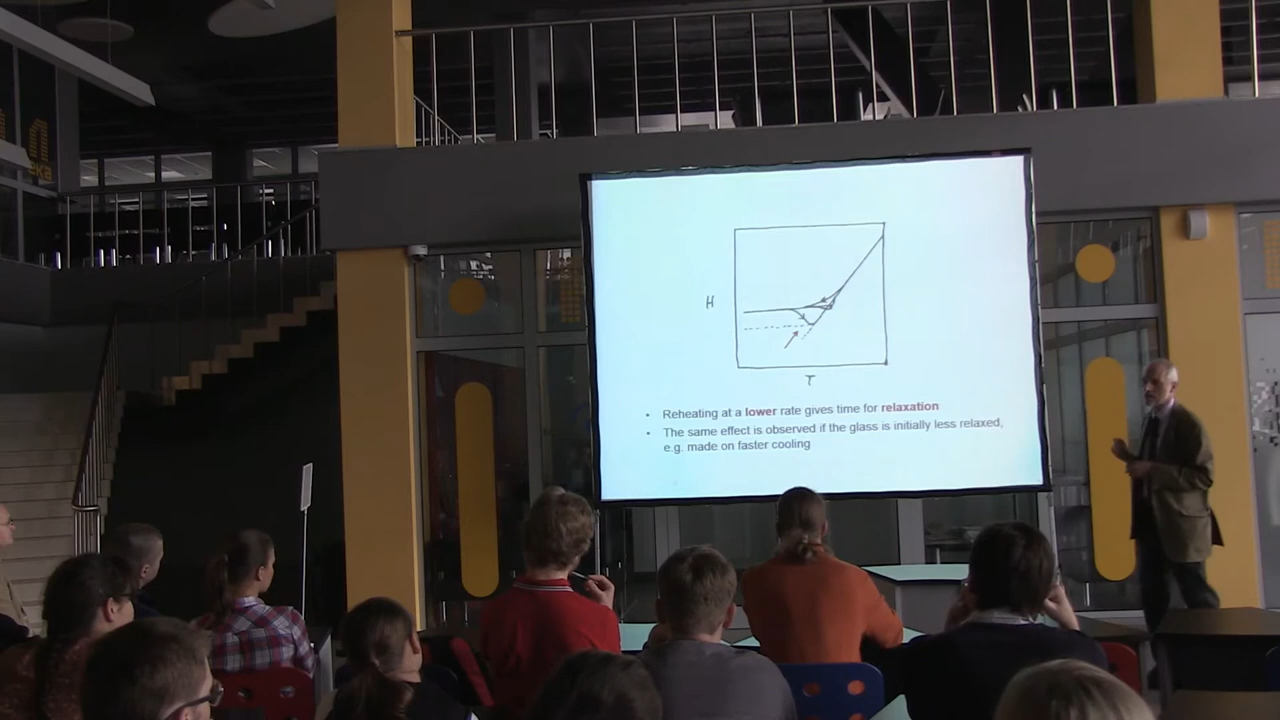 ека
H
T
• Reheating at a lower rate gives time for relaxation
• The same effect is observed if the glass is initially less relaxed,
e.g. made on faster cooling